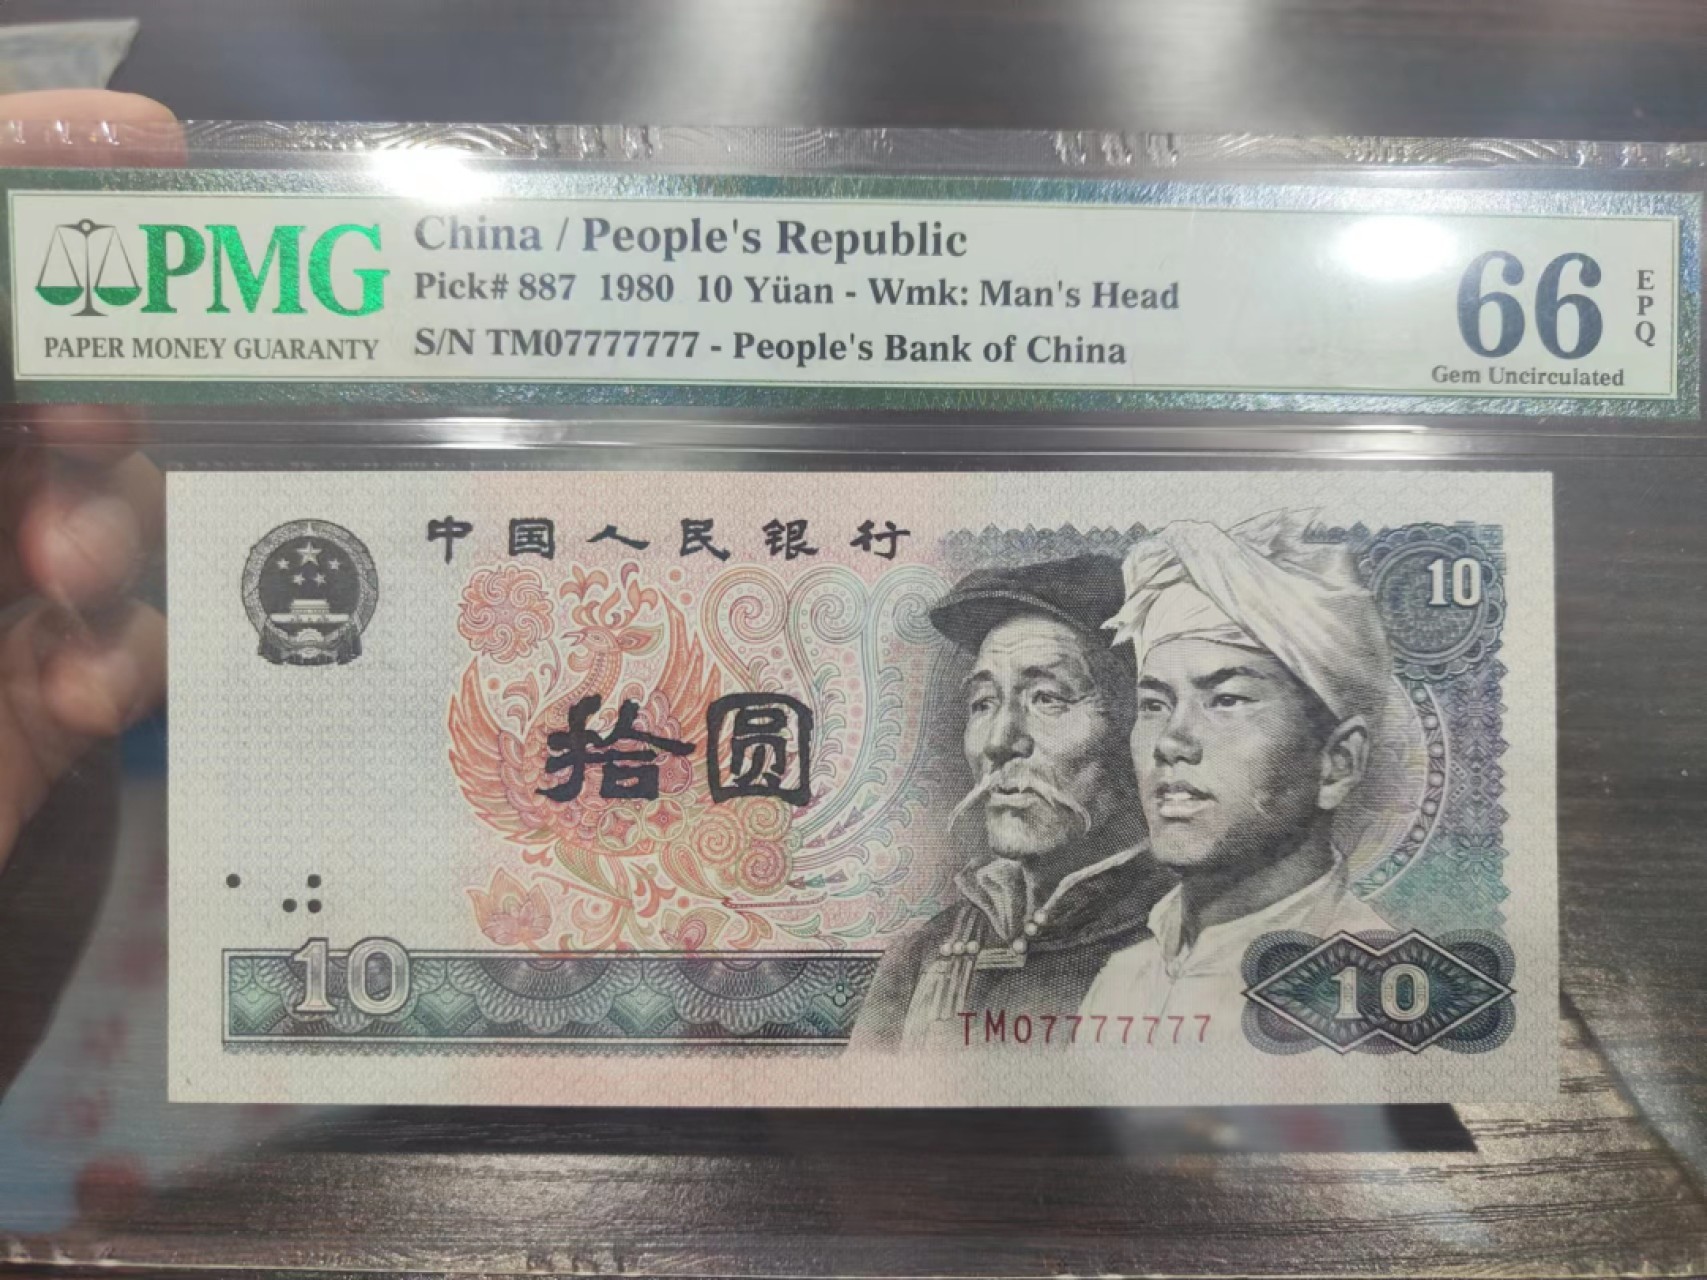 PMG
PAPER MONEY GUARANTY
China / People's Republic
Pick# 887 1980 10 Yüan - Wmk: Man's Head
S/N TM07777777 - People's Bank of China
66
EPQ
Gem Uncirculated
中国人民银行
10
拾圆
10
TM07777777
10